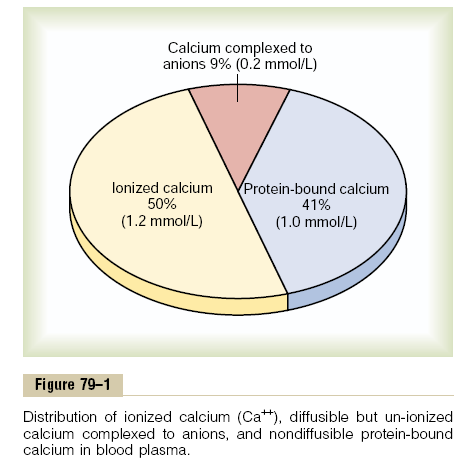 Calcium complexed to
anions 9% (0.2 mmol/L)
Ionized calcium
50%
(1.2 mmol/L)
Protein-bound calcium
41%
(1.0 mmol/L)
Figure 79–1
Distribution of ionized calcium (Ca++), diffusible but un-ionized
calcium complexed to anions, and nondiffusible protein-bound
calcium in blood plasma.